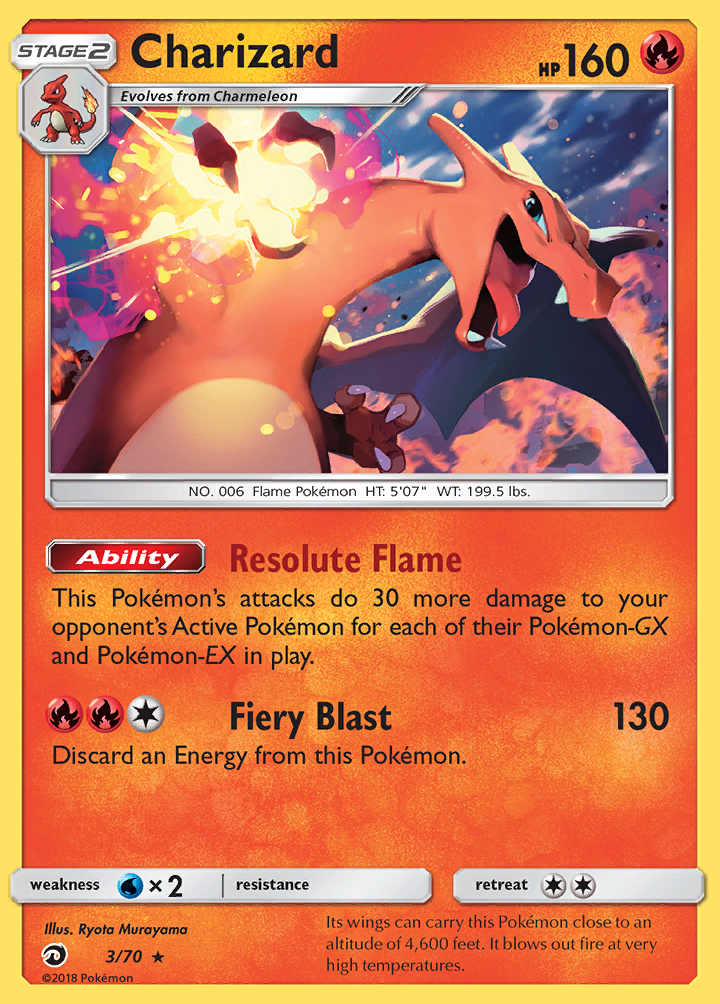 STAGE2
Charizard
HP 160
Evolves from Charmeleon
NO. 006 Flame Pokémon HT: 5'07" WT: 199.5 lbs.
Ability Resolute Flame
This Pokémon's attacks do 30 more damage to your
opponent's Active Pokémon for each of their Pokémon-GX
and Pokémon-EX in play.
Fiery Blast 130
Discard an Energy from this Pokémon.
weakness × 2 resistance retreat
Illus. Ryota Murayama
3/70
©2018 Pokémon
Its wings can carry this Pokémon close to an
altitude of 4,600 feet. It blows out fire at very
high temperatures.